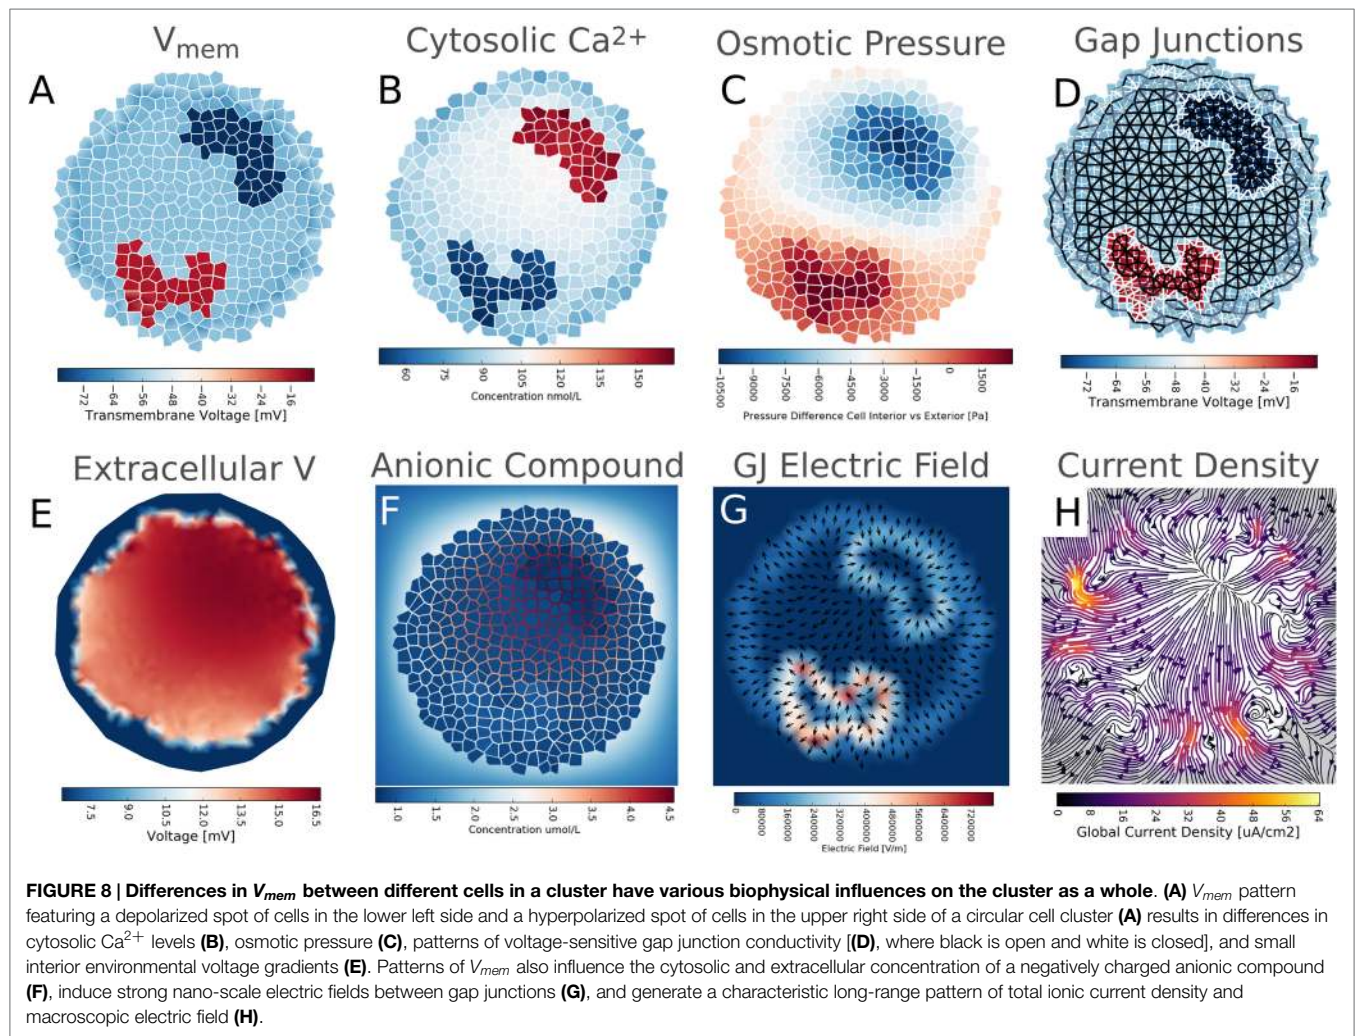 V_mem
Cytosolic Ca2+
Osmotic Pressure
Gap Junctions
A
B
C
D
−72 −64 −56 −48 −40 −32 −24 −16
Transmembrane Voltage [mV]
60 75 90 105 120 135 150
Concentration nmol/L
−10500 −9000 −7500 −6000 −4500 −3000 −1500 0 1500
Pressure Difference Cell Interior vs Exterior [Pa]
−72 −64 −56 −48 −40 −32 −24 −16
Transmembrane Voltage [mV]
Extracellular V
Anionic Compound
GJ Electric Field
Current Density
E
F
G
H
7.5 9.0 10.5 12.0 13.5 15.0 16.5
Voltage [mV]
1.0 1.5 2.0 2.5 3.0 3.5 4.0 4.5
Concentration umol/L
0 80000 160000 2400000 3200000 4000000 4800000 5600000 6400000 7200000
Electric Field [V/m]
0 8 16 24 32 40 48 56 64
Global Current Density [uA/cm2]
FIGURE 8 | Differences in Vmem between different cells in a cluster have various biophysical influences on the cluster as a whole. (A) Vmem pattern
featuring a depolarized spot of cells in the lower left side and a hyperpolarized spot of cells in the upper right side of a circular cell cluster (A) results in differences in
cytosolic Ca2+ levels (B), osmotic pressure (C), patterns of voltage-sensitive gap junction conductivity [(D), where black is open and white is closed], and small
interior environmental voltage gradients (E). Patterns of Vmem also influence the cytosolic and extracellular concentration of a negatively charged anionic compound
(F), induce strong nano-scale electric fields between gap junctions (G), and generate a characteristic long-range pattern of total ionic current density and
macroscopic electric field (H).